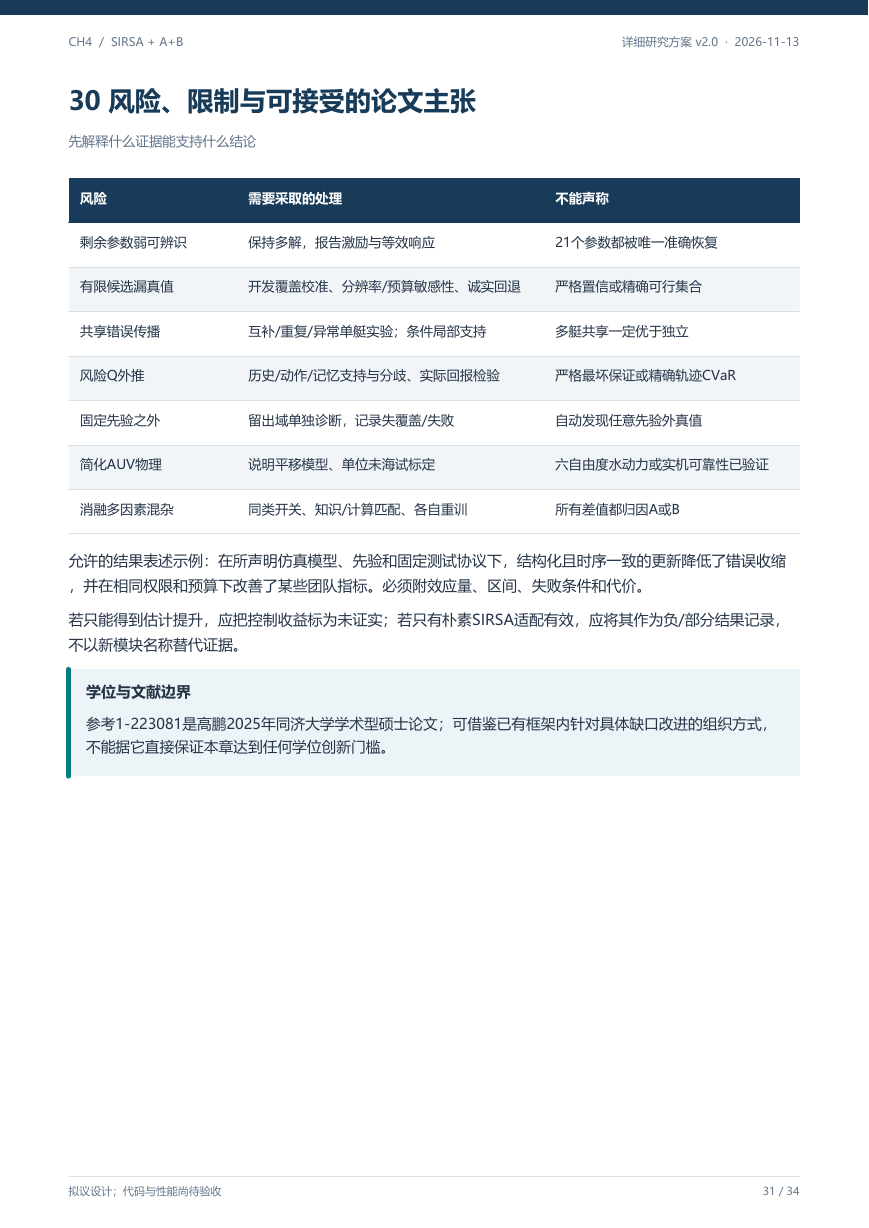 CH4 / SIRSA + A+B
详细研究方案 v2.0 · 2026-11-13
30 风险、限制与可接受的论文主张
先解释什么证据能支持什么结论
风险 需要采取的处理 不能声称
剩余参数弱可辨识 保持多解，报告激励与等效响应 21个参数都被唯一准确恢复
有限候选漏真值 开发覆盖校准、分辨率/预算敏感性、诚实回退 严格置信或精确可行集合
共享错误传播 互补/重复/异常单艇实验；条件局部支持 多艇共享一定优于独立
风险Q外推 历史/动作/记忆支持与分歧、实际回报检验 严格最坏保证或精确轨迹CVaR
固定先验之外 留出域单独诊断，记录失覆盖/失败 自动发现任意先验外真值
简化AUV物理 说明平移模型、单位未海试标定 六自由度水动力或实机可靠性已验证
消融多因素混杂 同类开关、知识/计算匹配、各自重训 所有差值都归因A或B
允许的结果表述示例：在所声明仿真模型、先验和固定测试协议下，结构化且时序一致的更新降低了错误收缩
，并在相同权限和预算下改善了某些团队指标。必须附效应量、区间、失败条件和代价。
若只能得到估计提升，应把控制收益标为未证实；若只有朴素SIRSA适配有效，应将其作为负/部分结果记录，
不以新模块名称替代证据。
学位与文献边界
参考1-223081是高鹏2025年同济大学学术型硕士论文；可借鉴已有框架内针对具体缺口改进的组织方式，
不能据它直接保证本章达到任何学位创新门槛。
拟议设计；代码与性能尚待验收
31 / 34